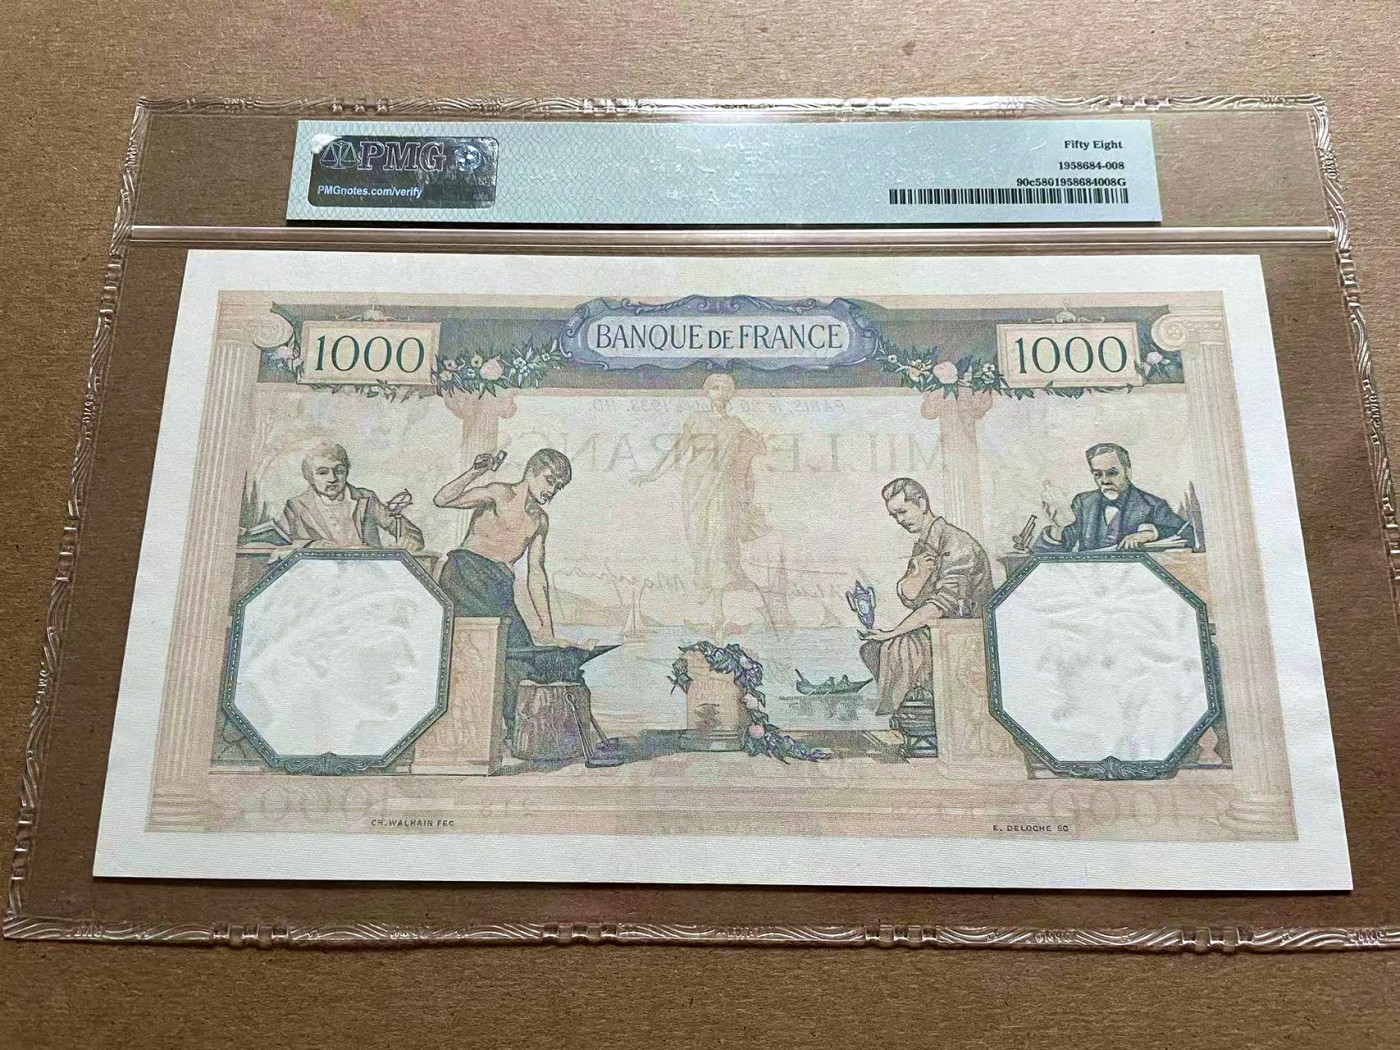 PMG
PMGnotes.com/verify
Fifty Eight
1958684-008
90c5801958684008G
1000
BANQUE DE FRANCE
1000
MILLE FRANCS
CH. WALHAIN FEC
E. DELOCHE SC